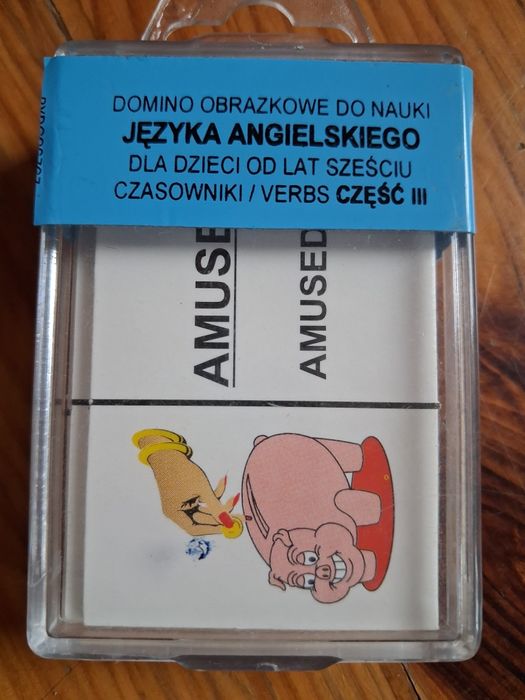 DOMINO OBRAZKOWE DO NAUKI
JĘZYKA ANGIELSKIEGO
DLA DZIECI OD LAT SZEŚCIU
CZASOWNIKI / VERBS CZĘŚĆ III
AMUSE
AMUSED